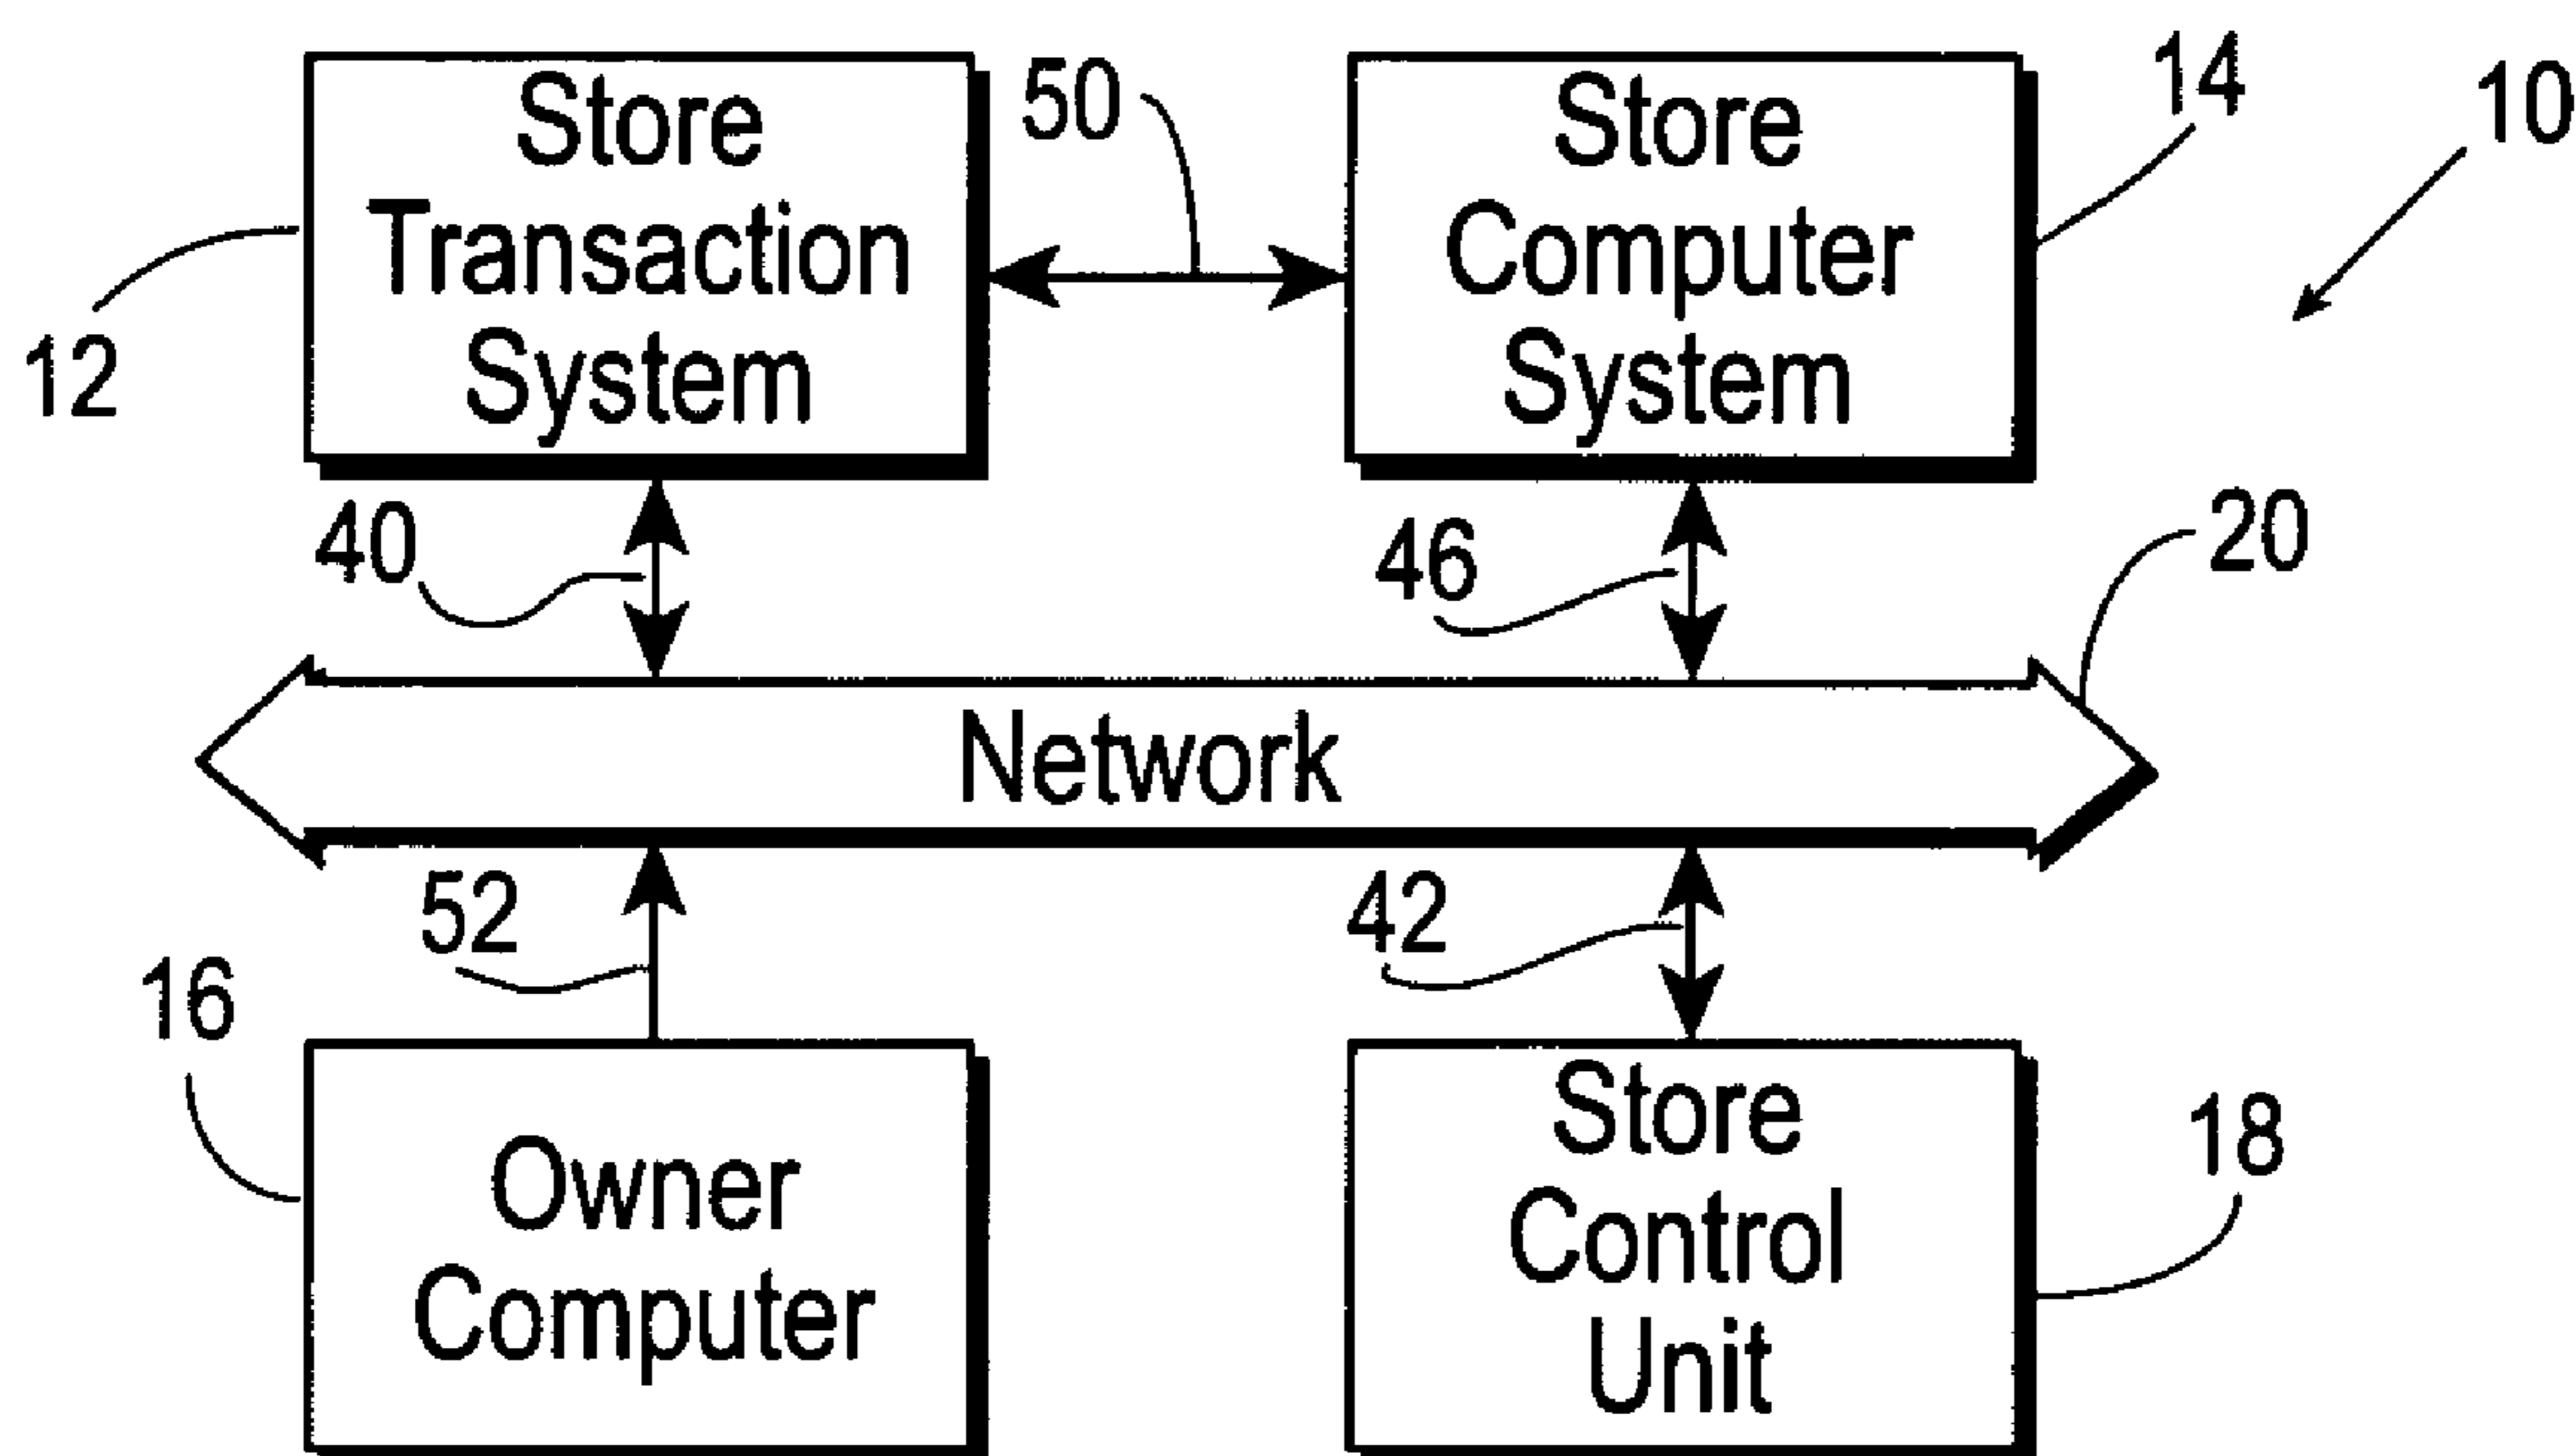 Store
Transaction
System
50
Store
Computer
System
14
10
12
40
46
20
Network
52
42
16
Owner
Computer
Store
Control
Unit
18